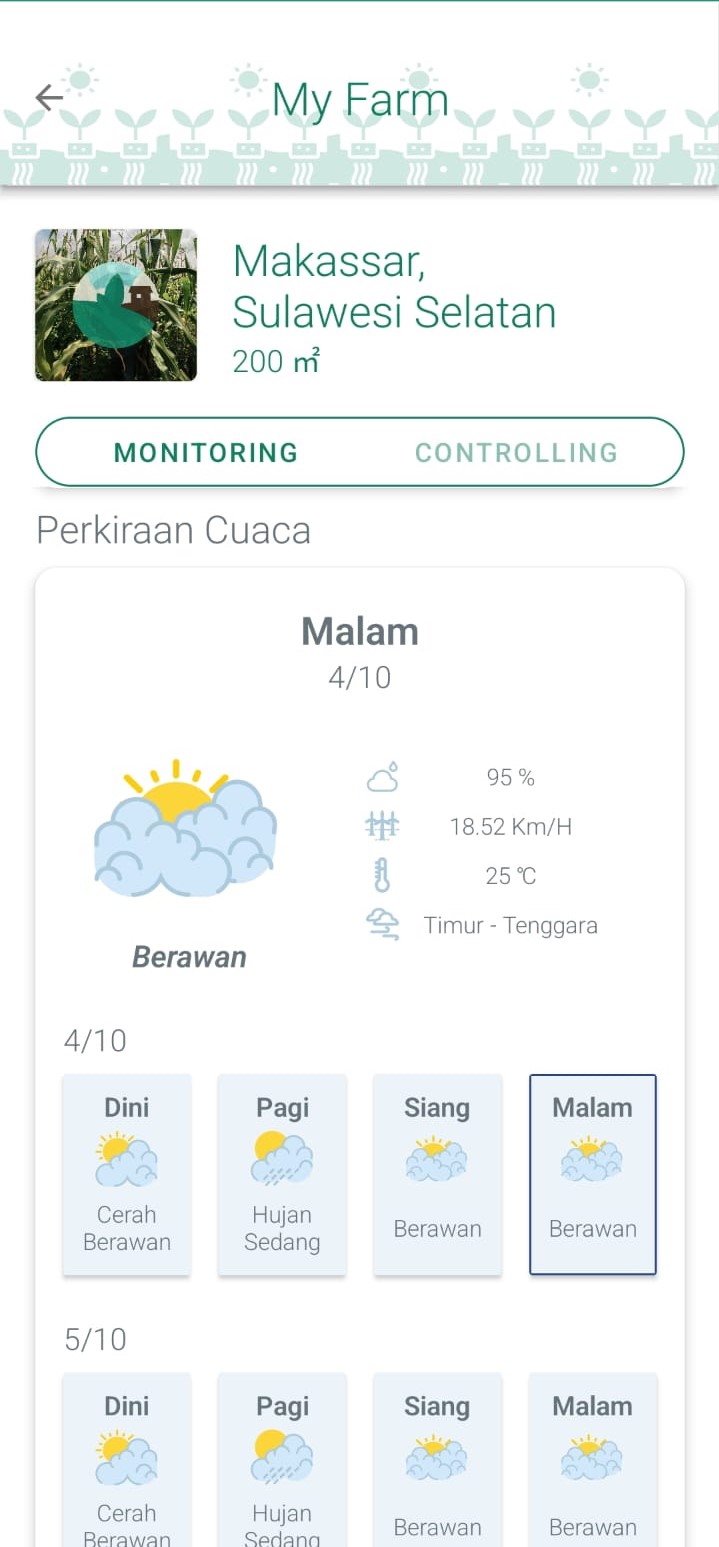 My Farm
Makassar,
Sulawesi Selatan
200 ㎡
MONITORING CONTROLLING
Perkiraan Cuaca
Malam
4/10
95 %
18.52 Km/H
25 ℃
Timur - Tenggara
Berawan
4/10
Dini Pagi Siang Malam
Cerah Berawan Hujan Sedang Berawan Berawan
5/10
Dini Pagi Siang Malam
Cerah Berawan Hujan Sedang Berawan Berawan